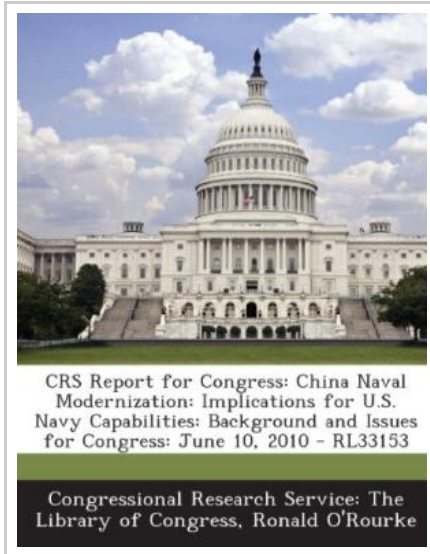 CRS Report for Congress: China Naval
Modernization: Implications for U.S.
Navy Capabilities: Background and Issues
for Congress: June 10, 2010 - RL33153
Congressional Research Service: The
Library of Congress, Ronald O'Rourke